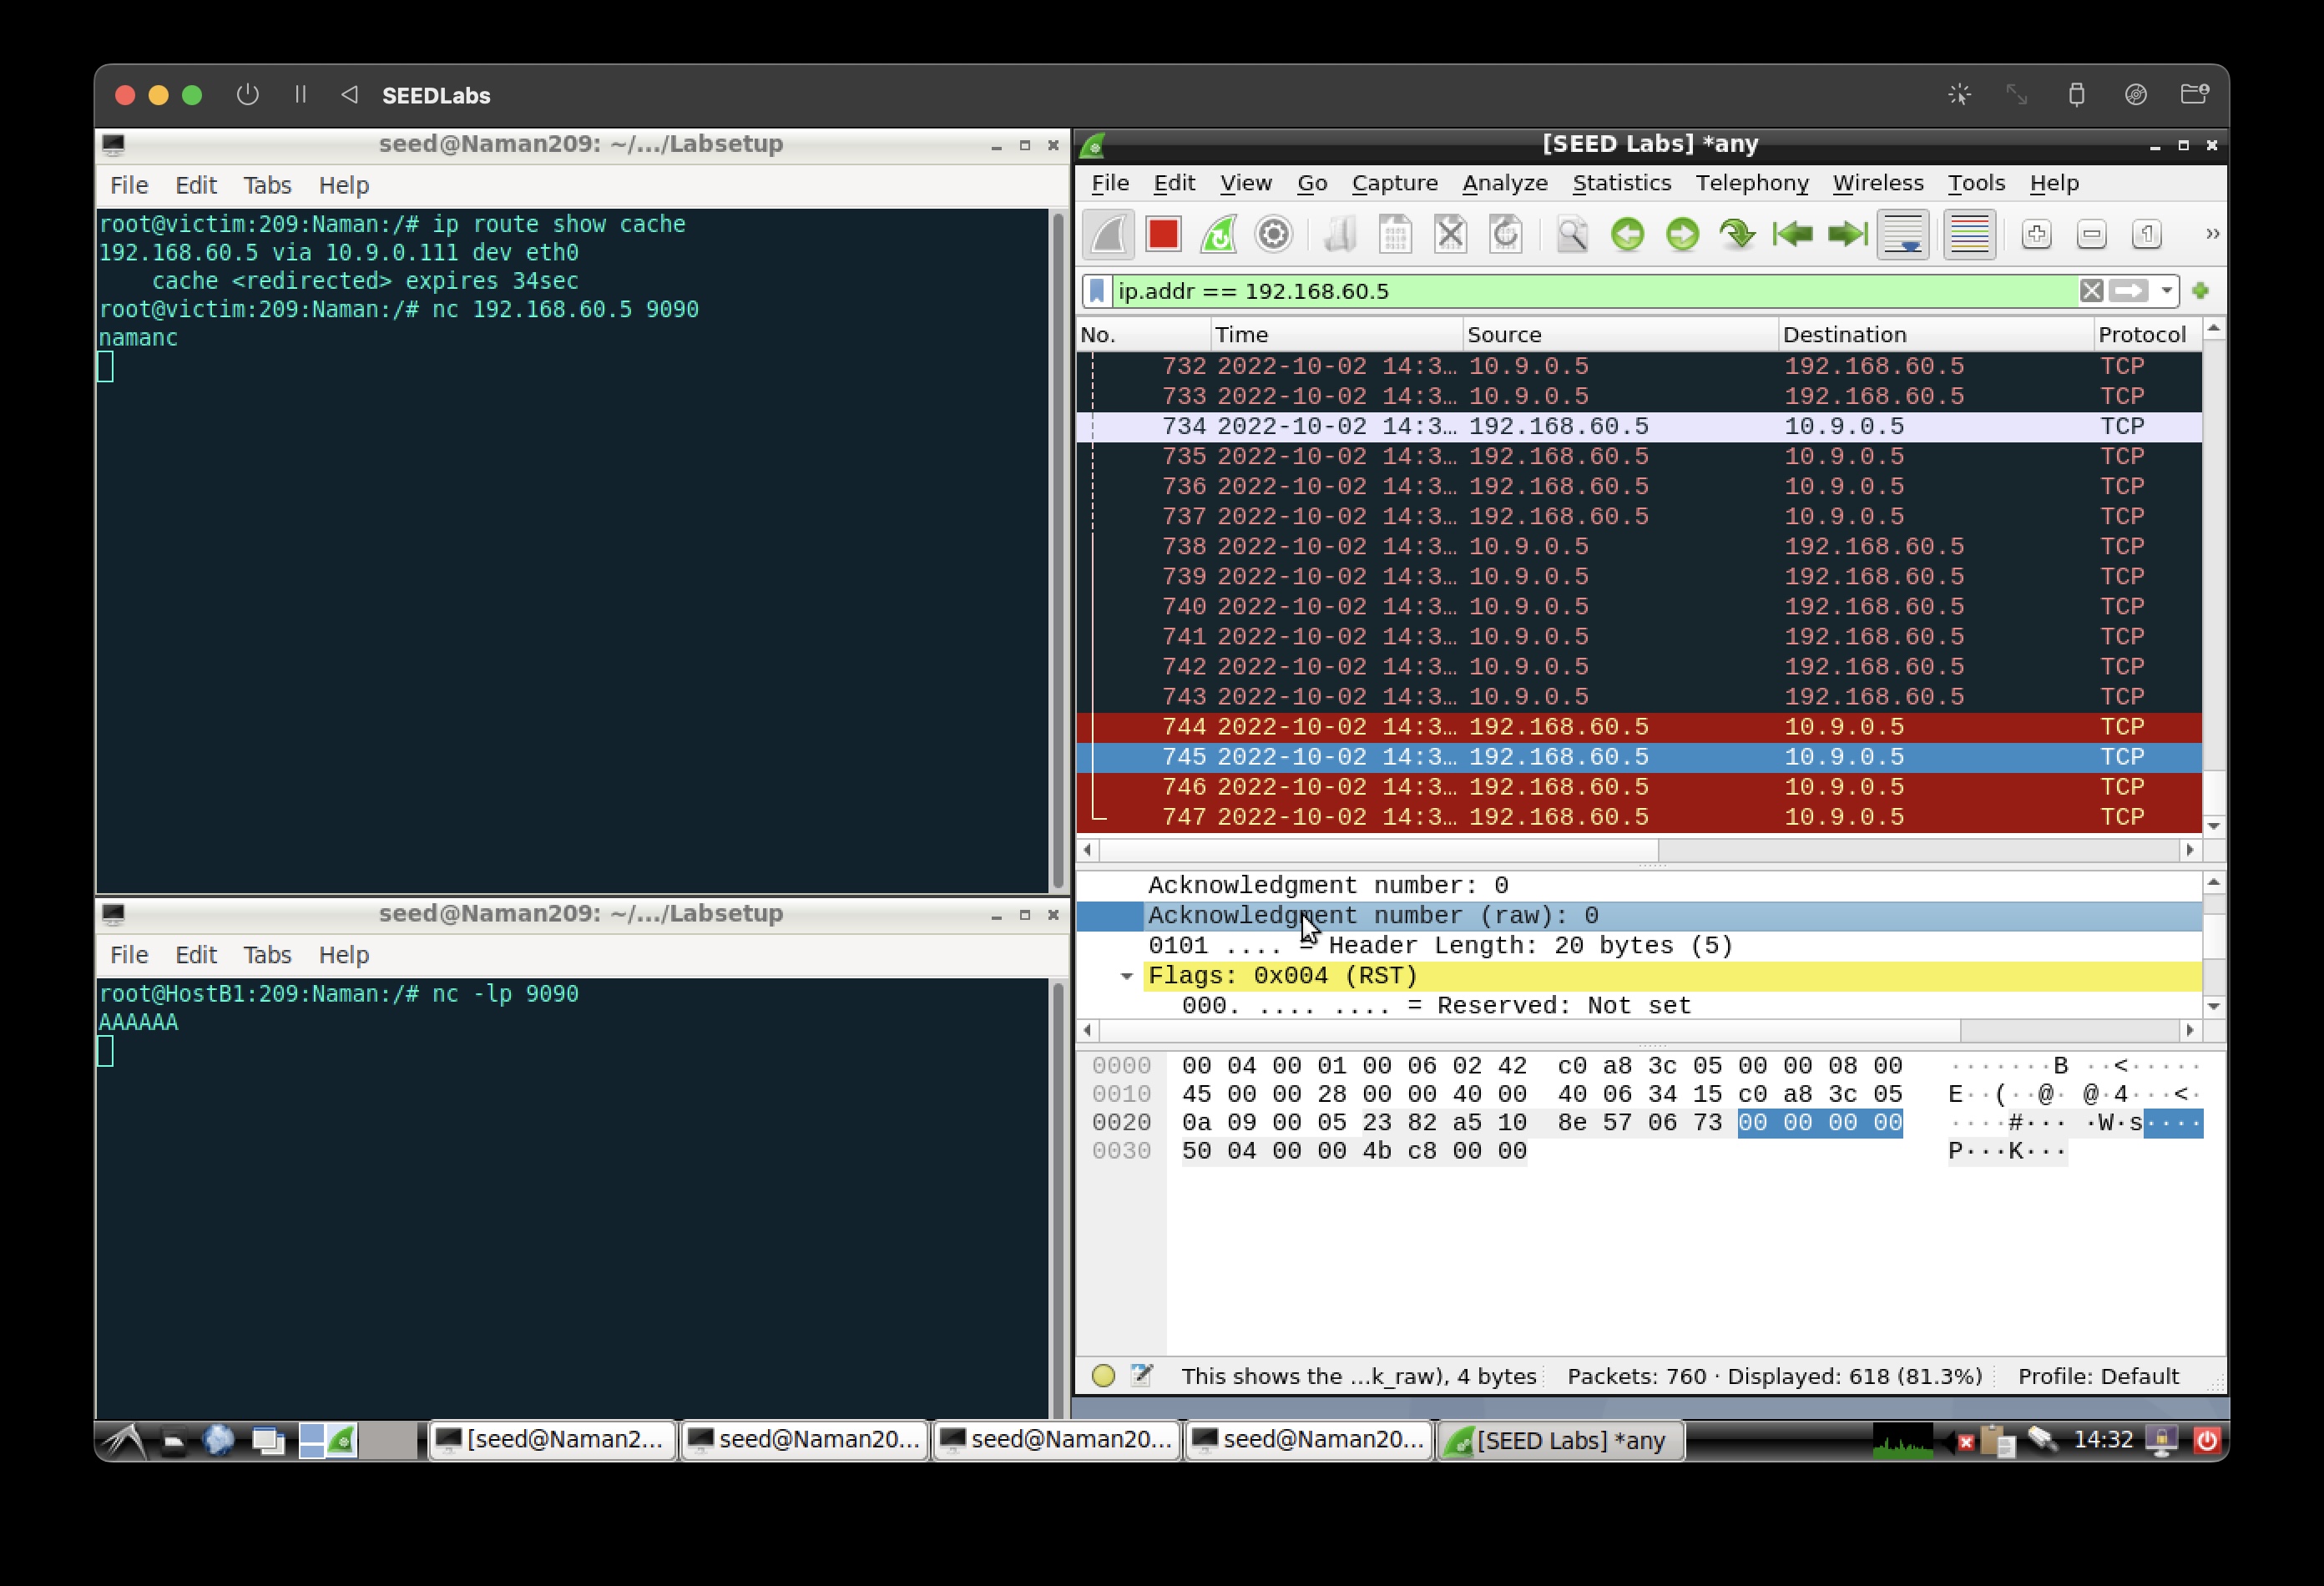 SEEDLabs
seed@Naman209: ~/.../Labsetup
File Edit Tabs Help
root@victim:209:Naman:/# ip route show cache
192.168.60.5 via 10.9.0.111 dev eth0
    cache <redirected> expires 34sec
root@victim:209:Naman:/# nc 192.168.60.5 9090
namanc
seed@Naman209: ~/.../Labsetup
File Edit Tabs Help
root@HostB1:209:Naman:/# nc -lp 9090
AAAAAA
[SEED Labs] *any
File Edit View Go Capture Analyze Statistics Telephony Wireless Tools Help
ip.addr == 192.168.60.5
No. Time Source Destination Protocol
732 2022-10-02 14:3… 10.9.0.5 192.168.60.5 TCP
733 2022-10-02 14:3… 10.9.0.5 192.168.60.5 TCP
734 2022-10-02 14:3… 192.168.60.5 10.9.0.5 TCP
735 2022-10-02 14:3… 192.168.60.5 10.9.0.5 TCP
736 2022-10-02 14:3… 192.168.60.5 10.9.0.5 TCP
737 2022-10-02 14:3… 192.168.60.5 10.9.0.5 TCP
738 2022-10-02 14:3… 10.9.0.5 192.168.60.5 TCP
739 2022-10-02 14:3… 10.9.0.5 192.168.60.5 TCP
740 2022-10-02 14:3… 10.9.0.5 192.168.60.5 TCP
741 2022-10-02 14:3… 10.9.0.5 192.168.60.5 TCP
742 2022-10-02 14:3… 10.9.0.5 192.168.60.5 TCP
743 2022-10-02 14:3… 10.9.0.5 192.168.60.5 TCP
744 2022-10-02 14:3… 192.168.60.5 10.9.0.5 TCP
745 2022-10-02 14:3… 192.168.60.5 10.9.0.5 TCP
746 2022-10-02 14:3… 192.168.60.5 10.9.0.5 TCP
747 2022-10-02 14:3… 192.168.60.5 10.9.0.5 TCP
Acknowledgment number: 0
Acknowledgment number (raw): 0
0101 .... = Header Length: 20 bytes (5)
Flags: 0x004 (RST)
000. .... .... = Reserved: Not set
0000 00 04 00 01 00 06 02 42 c0 a8 3c 05 00 00 08 00 ·······B ··<·····
0010 45 00 00 28 00 00 40 00 40 06 34 15 c0 a8 3c 05 E··(··@· @·4···<·
0020 0a 09 00 05 23 82 a5 10 8e 57 06 73 00 00 00 00 ····#··· ·W·s····
0030 50 04 00 00 4b c8 00 00 P···K···
This shows the …k_raw), 4 bytes Packets: 760 · Displayed: 618 (81.3%) Profile: Default
[seed@Naman2... seed@Naman20... seed@Naman20... seed@Naman20... [SEED Labs] *any 14:32